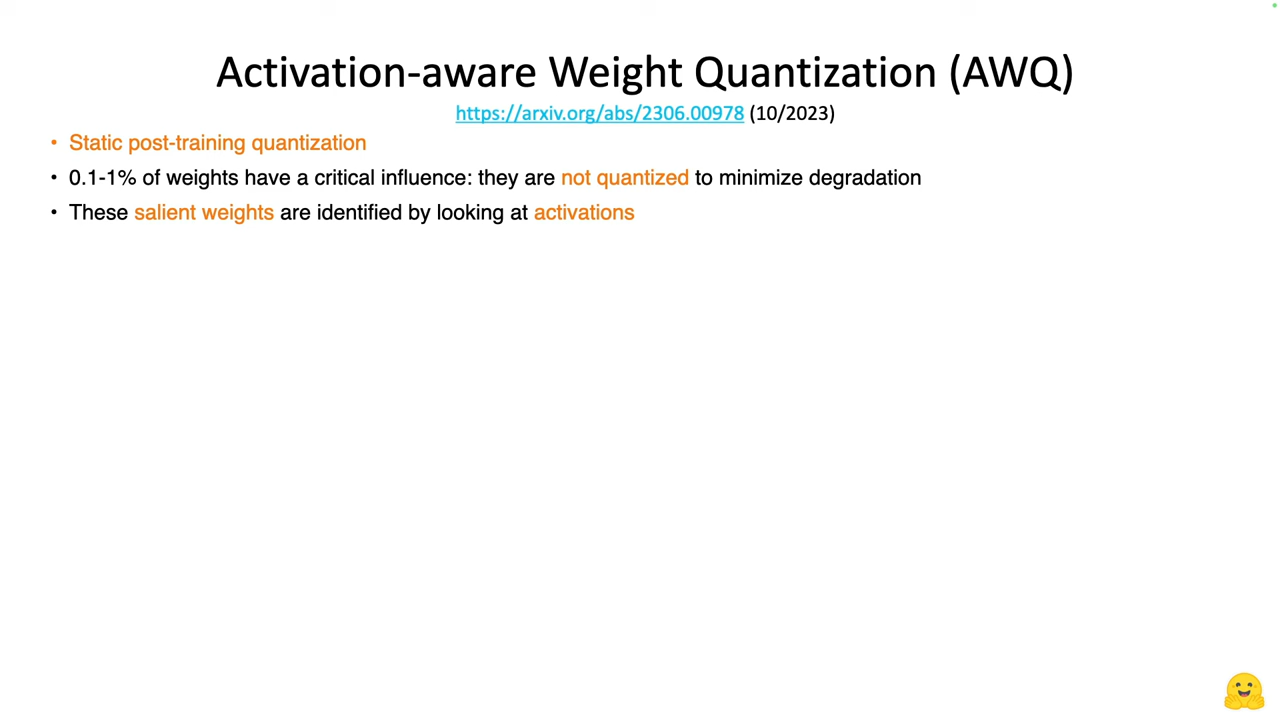 Activation-aware Weight Quantization (AWQ)
https://arxiv.org/abs/2306.00978 (10/2023)
• Static post-training quantization
• 0.1-1% of weights have a critical influence: they are not quantized to minimize degradation
• These salient weights are identified by looking at activations